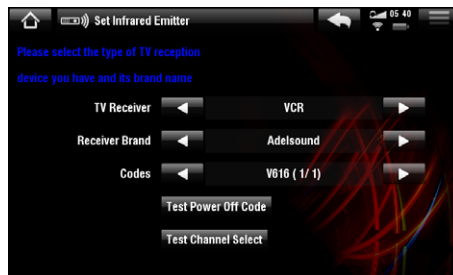 Set Infrared Emitter
05 40
Please select the type of TV reception
device you have and its brand name
TV Receiver VCR
Receiver Brand Adelsound
Codes V616 ( 1/ 1)
Test Power Off Code
Test Channel Select